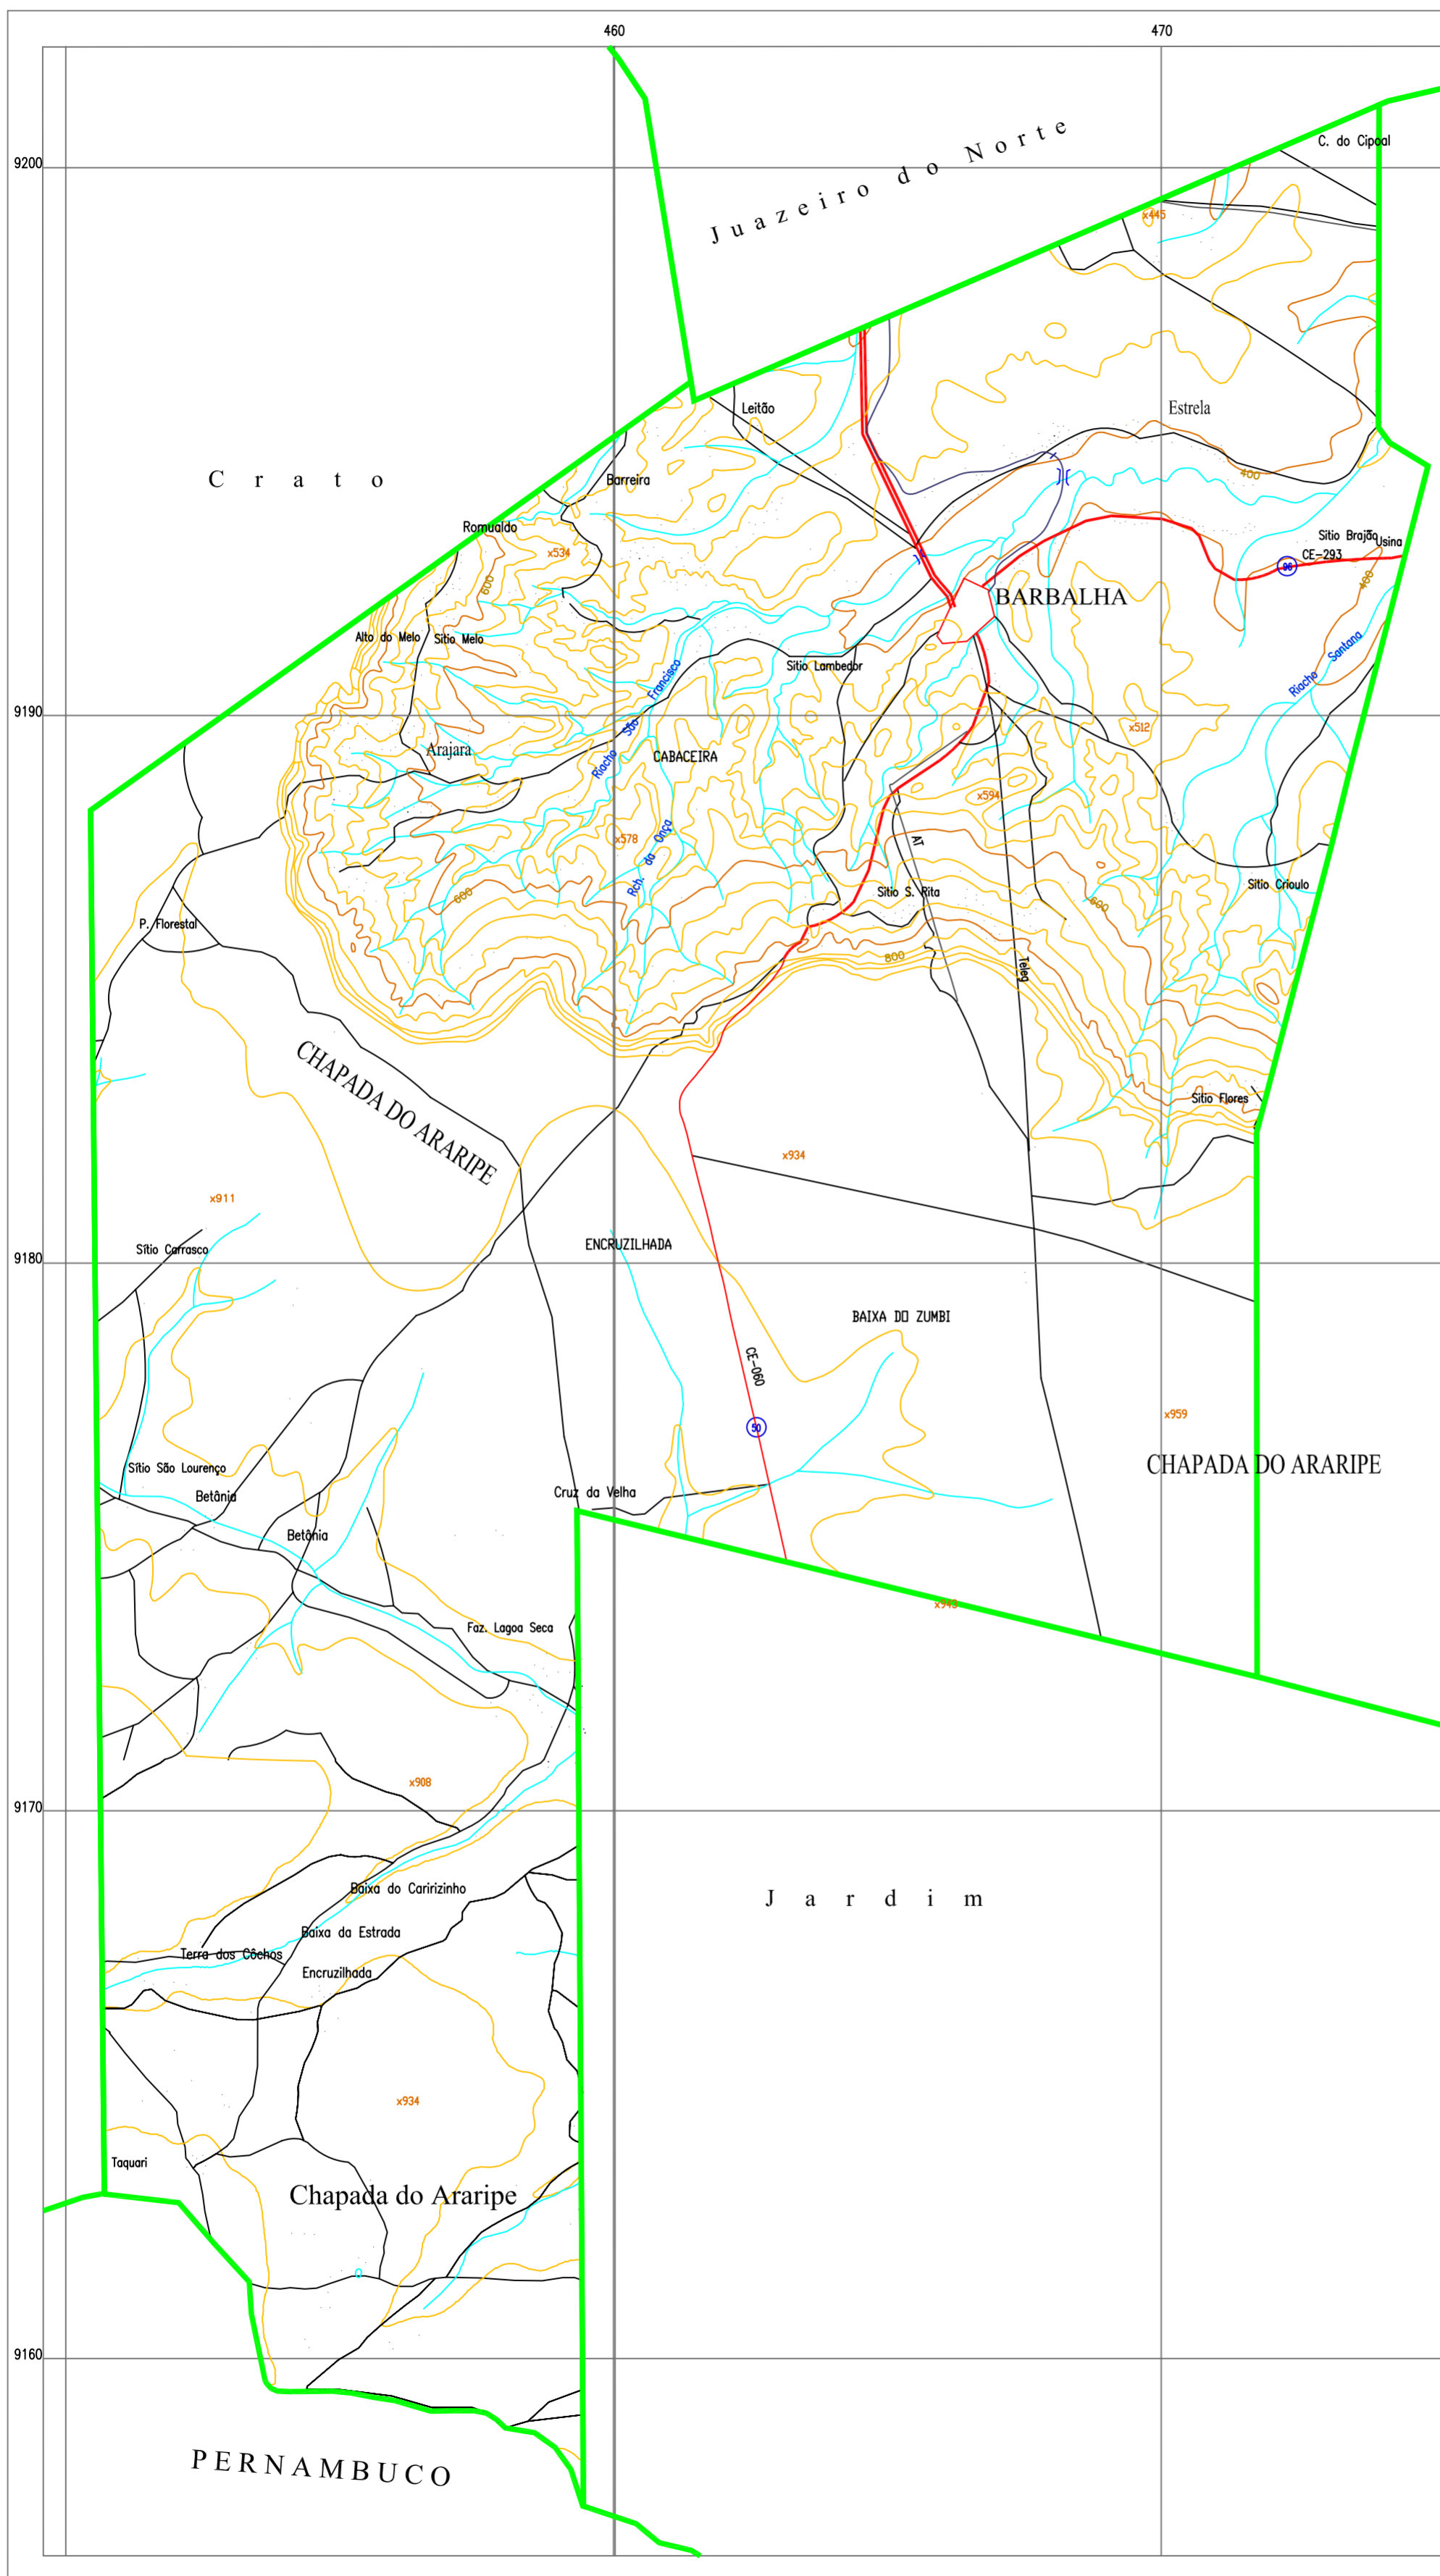 460
470
9200
C. do Cipoal
Juazeiro do Norte
x445
Leitão
Estrela
Crato
Barreira
400
Romualdo
Sítio Brajão
Usina
x534
CE-293
96
600
400
BARBALHA
Alto do Melo
Sítio Melo
Sítio Lambedor
Riacho Santana
Riacho São Francisco
9190
x512
Arajara
CABACEIRA
x594
x578
AT
Rch. da Onça
Sítio S. Rita
Sítio Crioulo
600
600
P. Florestal
800
Teleg
CHAPADA DO ARARIPE
Sítio Flores
x934
x911
Sítio Carrasco
ENCRUZILHADA
9180
BAIXA DO ZUMBI
CE-060
x959
50
CHAPADA DO ARARIPE
Sítio São Lourenço
Cruz da Velha
Betânia
Betânia
x943
Faz. Lagoa Seca
x908
9170
Baixa do Caririzinho
Jardim
Baixa da Estrada
Terra dos Côchos
Encruzilhada
x934
Taquari
Chapada do Araripe
9160
PERNAMBUCO